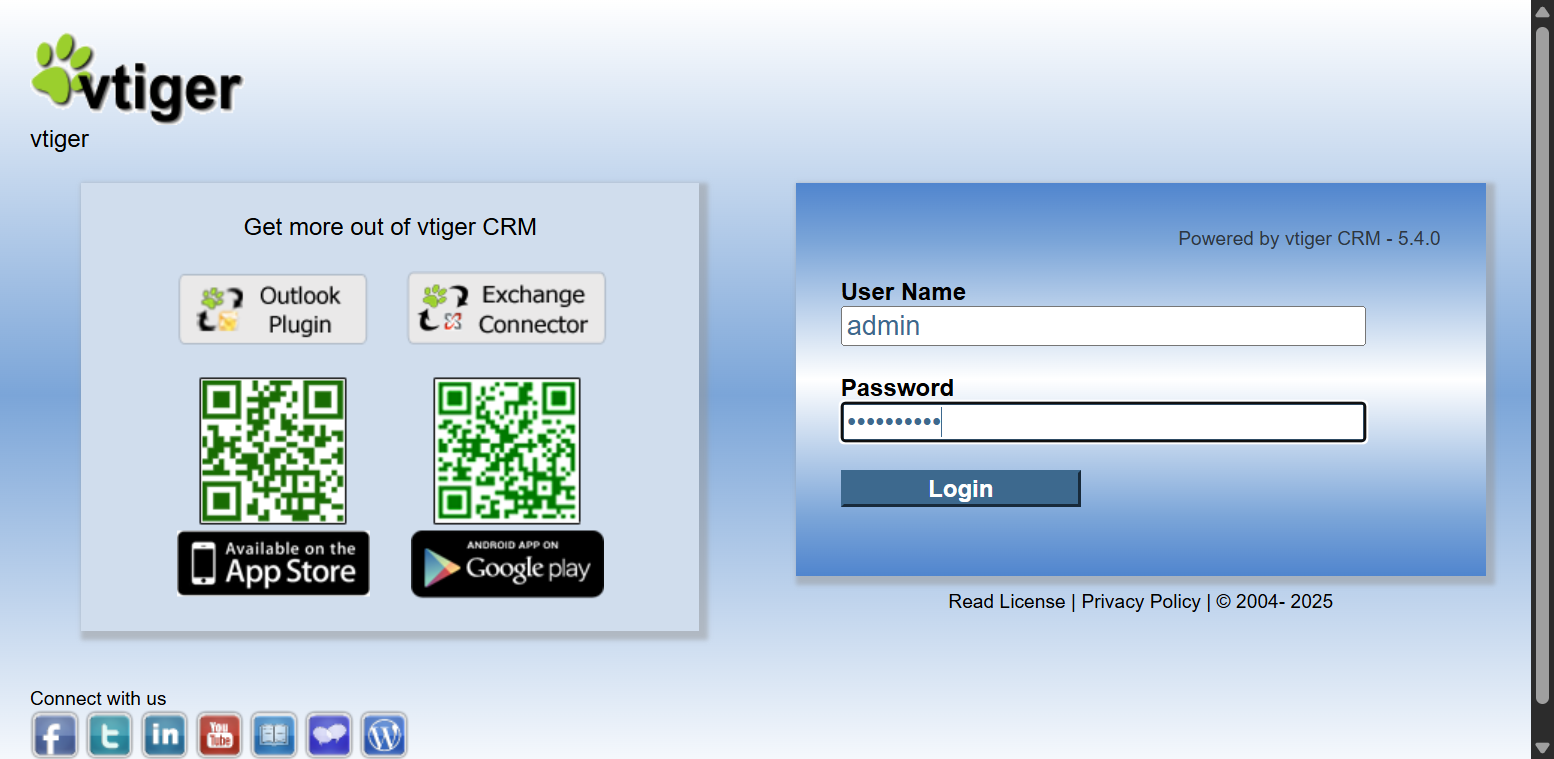 vtiger
vtiger
Get more out of vtiger CRM
Outlook
Plugin
Exchange
Connector
Available on the
App Store
ANDROID APP ON
Google play
Powered by vtiger CRM - 5.4.0
User Name
admin
Password
••••••••••
Login
Read License | Privacy Policy | © 2004- 2025
Connect with us
f
t
in
You
Tube
W